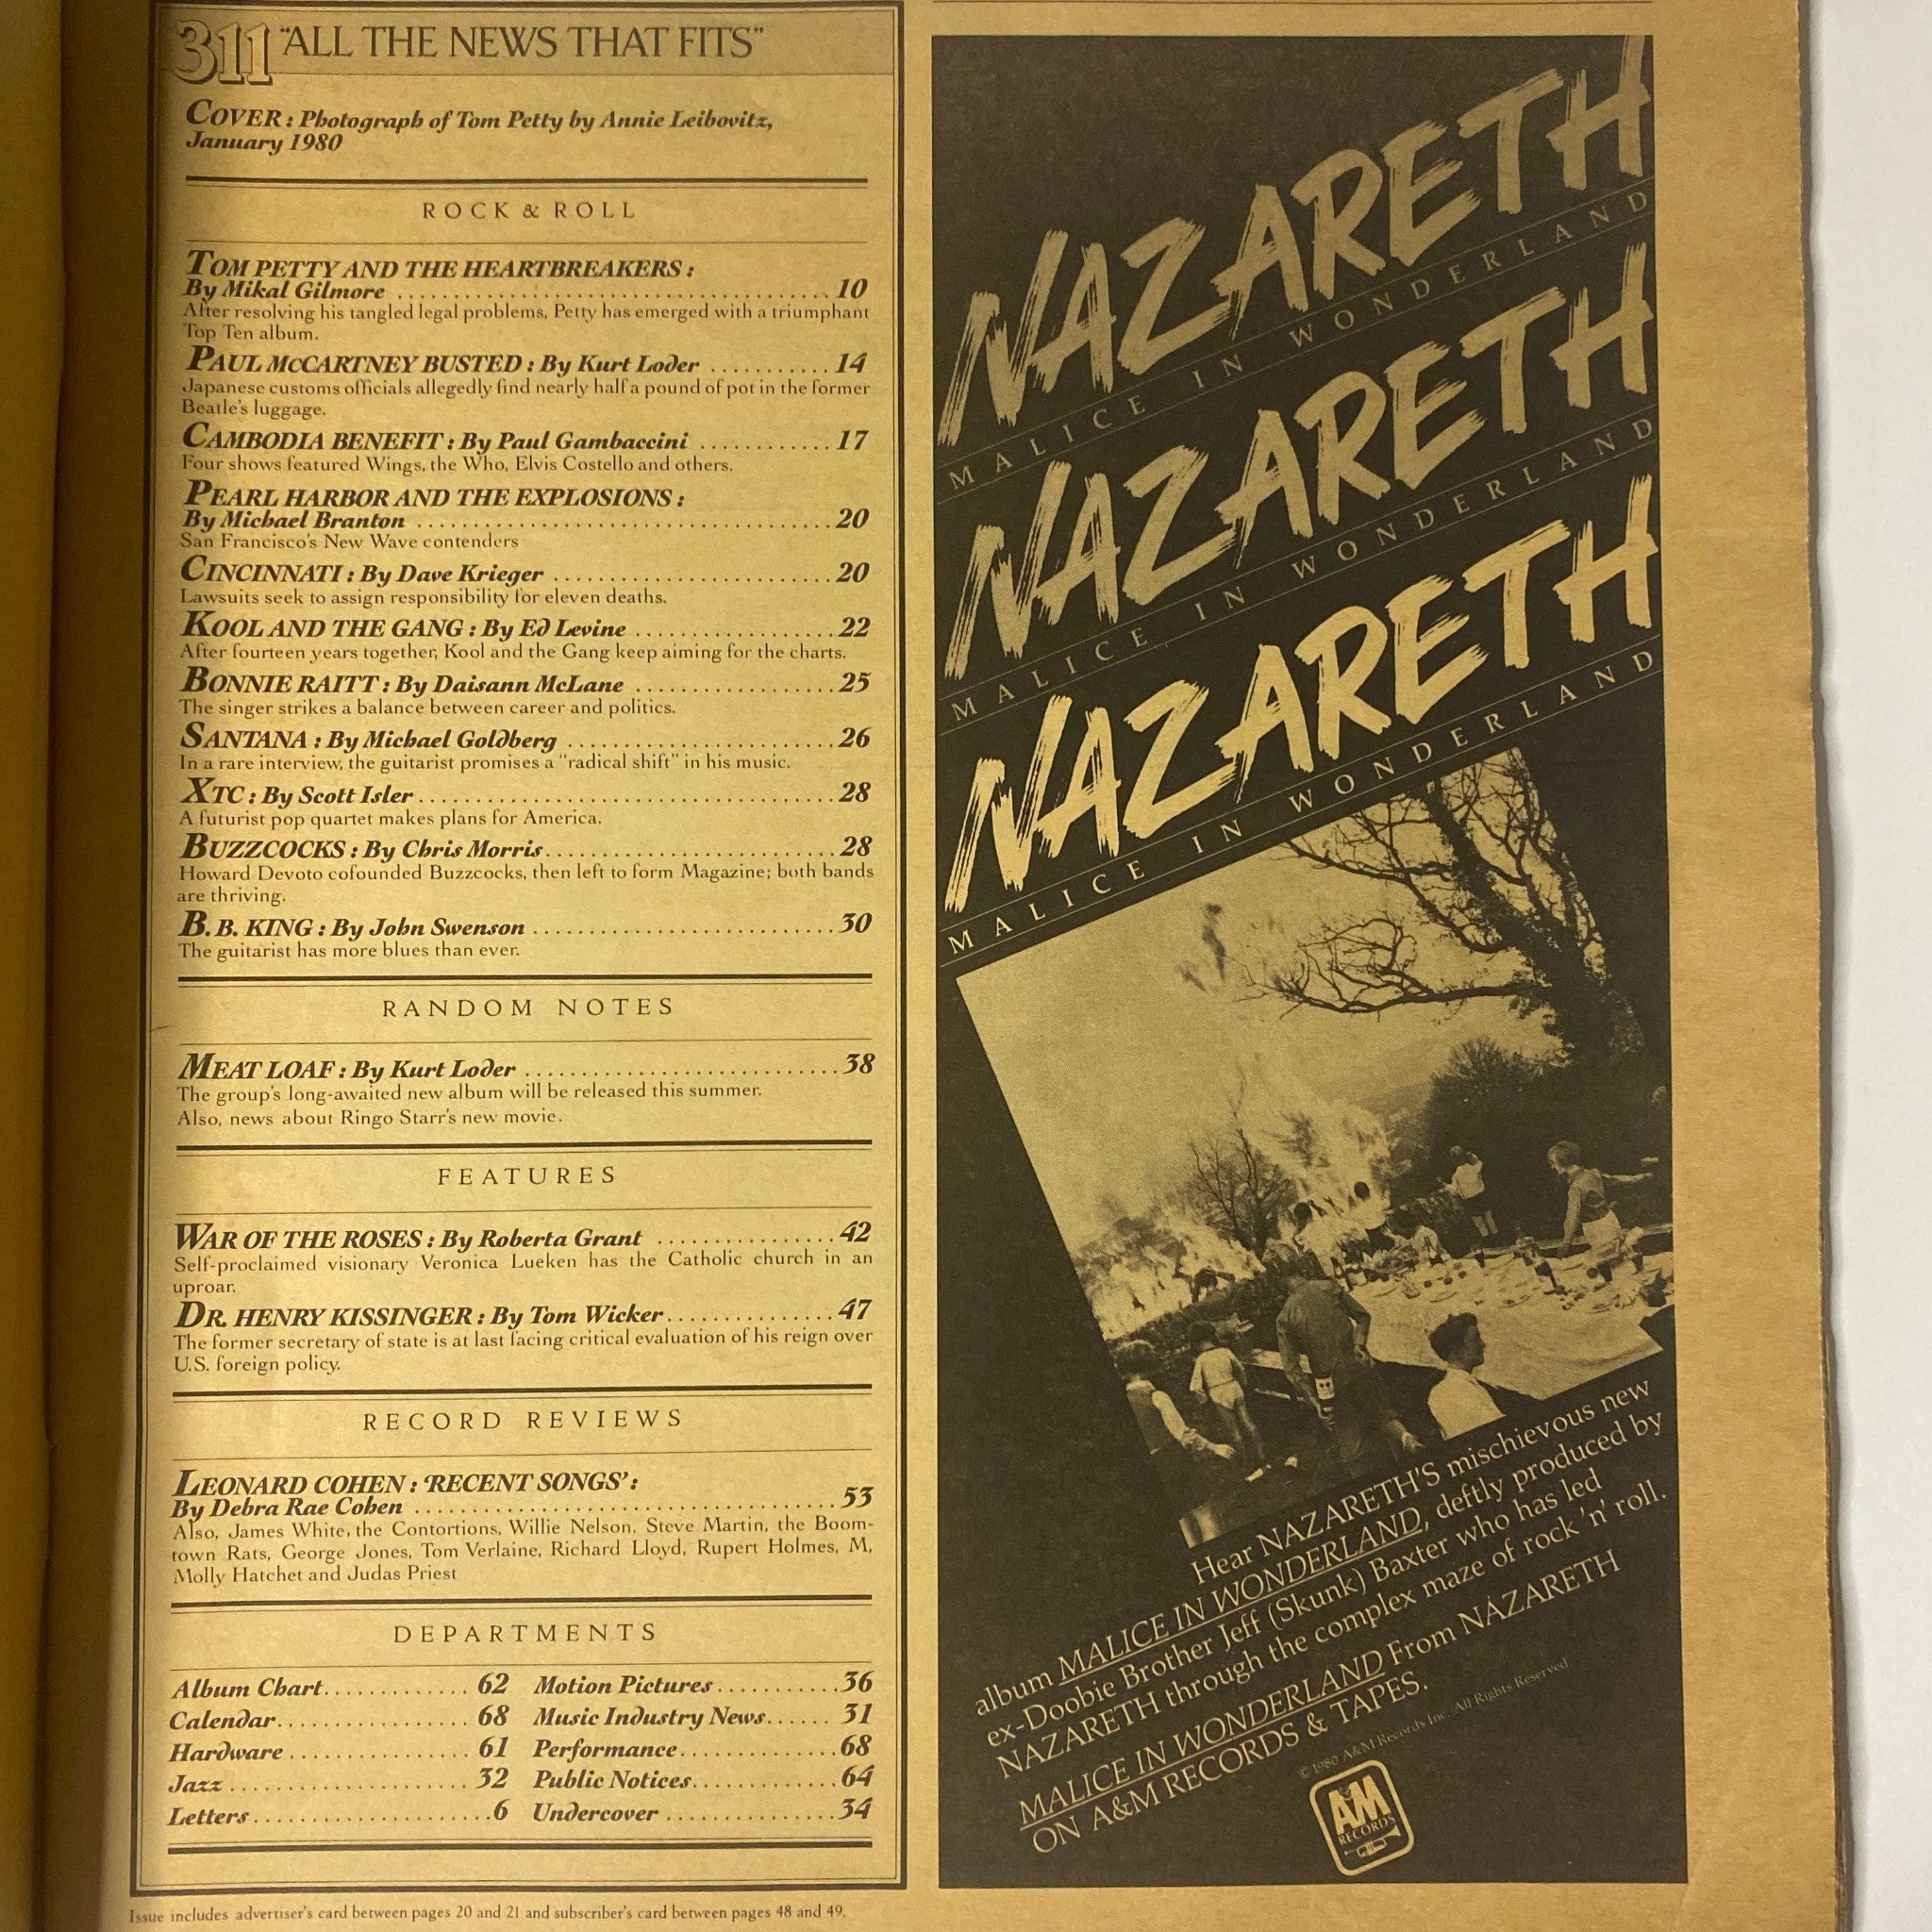 311 "ALL THE NEWS THAT FITS"
COVER : Photograph of Tom Petty by Annie Leibovitz,
January 1980
ROCK & ROLL
TOM PETTY AND THE HEARTBREAKERS :
By Mikal Gilmore ........................................ 10
After resolving his tangled legal problems, Petty has emerged with a triumphant
Top Ten album.
PAUL McCARTNEY BUSTED : By Kurt Loder ........... 14
Japanese customs officials allegedly find nearly half a pound of pot in the former
Beatle's luggage.
CAMBODIA BENEFIT : By Paul Gambaccini ............ 17
Four shows featured Wings, the Who, Elvis Costello and others.
PEARL HARBOR AND THE EXPLOSIONS :
By Michael Branton ...................................... 20
San Francisco's New Wave contenders
CINCINNATI : By Dave Krieger ......................... 20
Lawsuits seek to assign responsibility for eleven deaths.
KOOL AND THE GANG : By Ed Levine .................. 22
After fourteen years together, Kool and the Gang keep aiming for the charts.
BONNIE RAITT : By Daisann McLane .................. 25
The singer strikes a balance between career and politics.
SANTANA : By Michael Goldberg ........................ 26
In a rare interview, the guitarist promises a "radical shift" in his music.
XTC : By Scott Isler ...................................... 28
A futurist pop quartet makes plans for America.
BUZZCOCKS : By Chris Morris .......................... 28
Howard Devoto cofounded Buzzcocks, then left to form Magazine; both bands
are thriving.
B.B. KING : By John Swenson ........................... 30
The guitarist has more blues than ever.
RANDOM NOTES
MEAT LOAF : By Kurt Loder ............................ 38
The group's long-awaited new album will be released this summer.
Also, news about Ringo Starr's new movie.
FEATURES
WAR OF THE ROSES : By Roberta Grant ................ 42
Self-proclaimed visionary Veronica Lueken has the Catholic church in an
uproar.
DR. HENRY KISSINGER : By Tom Wicker ............... 47
The former secretary of state is at last facing critical evaluation of his reign over
U.S. foreign policy.
RECORD REVIEWS
LEONARD COHEN : 'RECENT SONGS' :
By Debra Rae Cohen ...................................... 53
Also, James White, the Contortions, Willie Nelson, Steve Martin, the Boom-
town Rats, George Jones, Tom Verlaine, Richard Lloyd, Rupert Holmes, M,
Molly Hatchet and Judas Priest
DEPARTMENTS
Album Chart ............. 62 Motion Pictures ........... 36
Calendar ................. 68 Music Industry News ...... 31
Hardware ................ 61 Performance .............. 68
Jazz ...................... 32 Public Notices ............. 64
Letters .................... 6 Undercover ................ 34
Issue includes advertiser's card between pages 20 and 21 and subscriber's card between pages 48 and 49.
NAZARETH
MALICE IN WONDERLAND
NAZARETH
MALICE IN WONDERLAND
NAZARETH
MALICE IN WONDERLAND
Hear NAZARETH'S mischievous new
album MALICE IN WONDERLAND, deftly produced by
ex-Doobie Brother Jeff (Skunk) Baxter who has led
NAZARETH through the complex maze of rock 'n' roll.
MALICE IN WONDERLAND From NAZARETH
ON A&M RECORDS & TAPES.
©1980 A&M Records Inc. All Rights Reserved
A&M
RECORDS